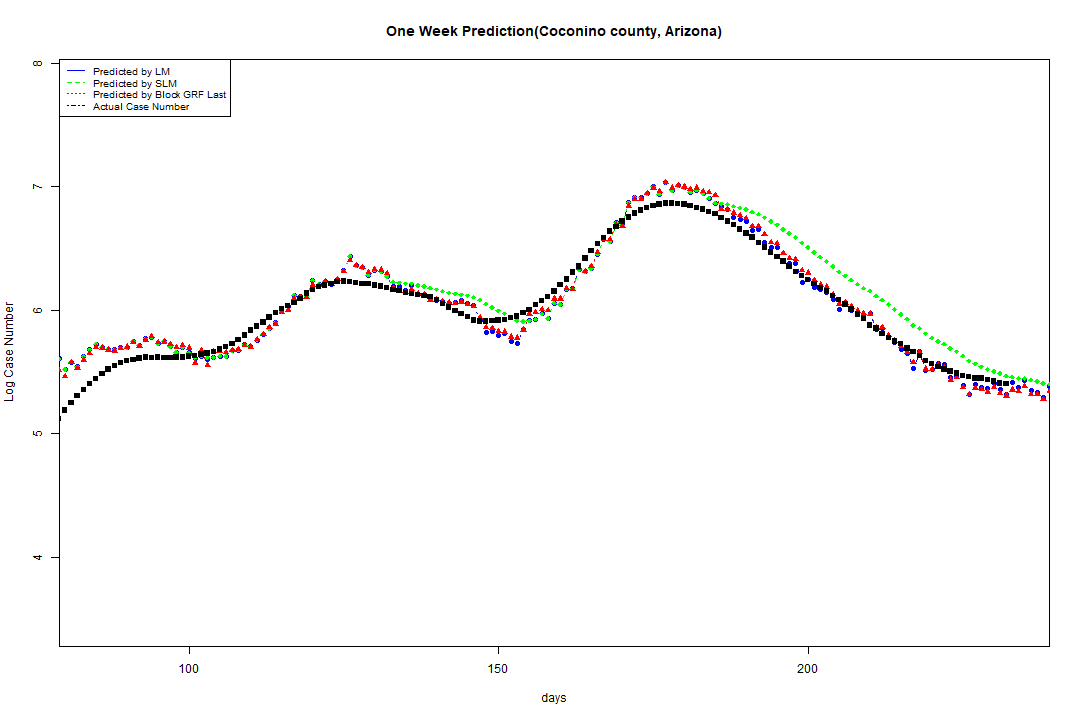 One Week Prediction(Coconino county, Arizona)
Predicted by LM
Predicted by SLM
Predicted by Block GRF Last
Actual Case Number
8
7
6
5
4
Log Case Number
100 150 200
days